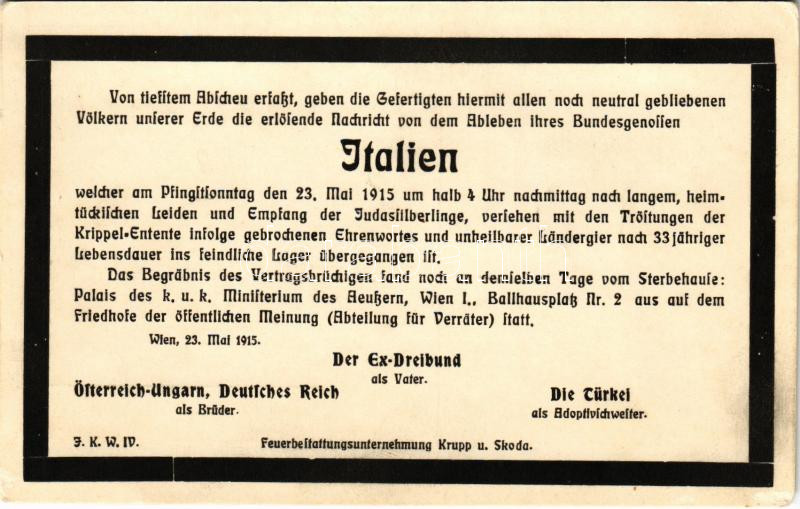 Von tiefstem Abscheu erfaßt, geben die Gefertigten hiermit allen noch neutral gebliebenen
Völkern unserer Erde die erlösende Nachricht von dem Ableben ihres Bundesgenossen
Italien
welcher am Pfingstsonntag den 23. Mai 1915 um halb 4 Uhr nachmittag nach langem, heim-
tückischen Leiden und Empfang der Judassilberlinge, versehen mit den Tröstungen der
Krippel-Entente infolge gebrochenen Ehrenwortes und unheilbarer Ländergier nach 33 jähriger
Lebensdauer ins feindliche Lager übergegangen ist.
Das Begräbnis des Vertragsbrüchigen fand noch an demselben Tage vom Sterbehause:
Palais des k. u. k. Ministerium des Aeußern, Wien I., Ballhausplatz Nr. 2 aus auf dem
Friedhofe der öffentlichen Meinung (Abteilung für Verräter) statt.
Wien, 23. Mai 1915.
Der Ex-Dreibund
als Vater.
Österreich-Ungarn, Deutsches Reich
als Brüder.
Die Türkei
als Adoptivschwester.
J. K. W. IV.
Feuerbestattungsunternehmung Krupp u. Skoda.